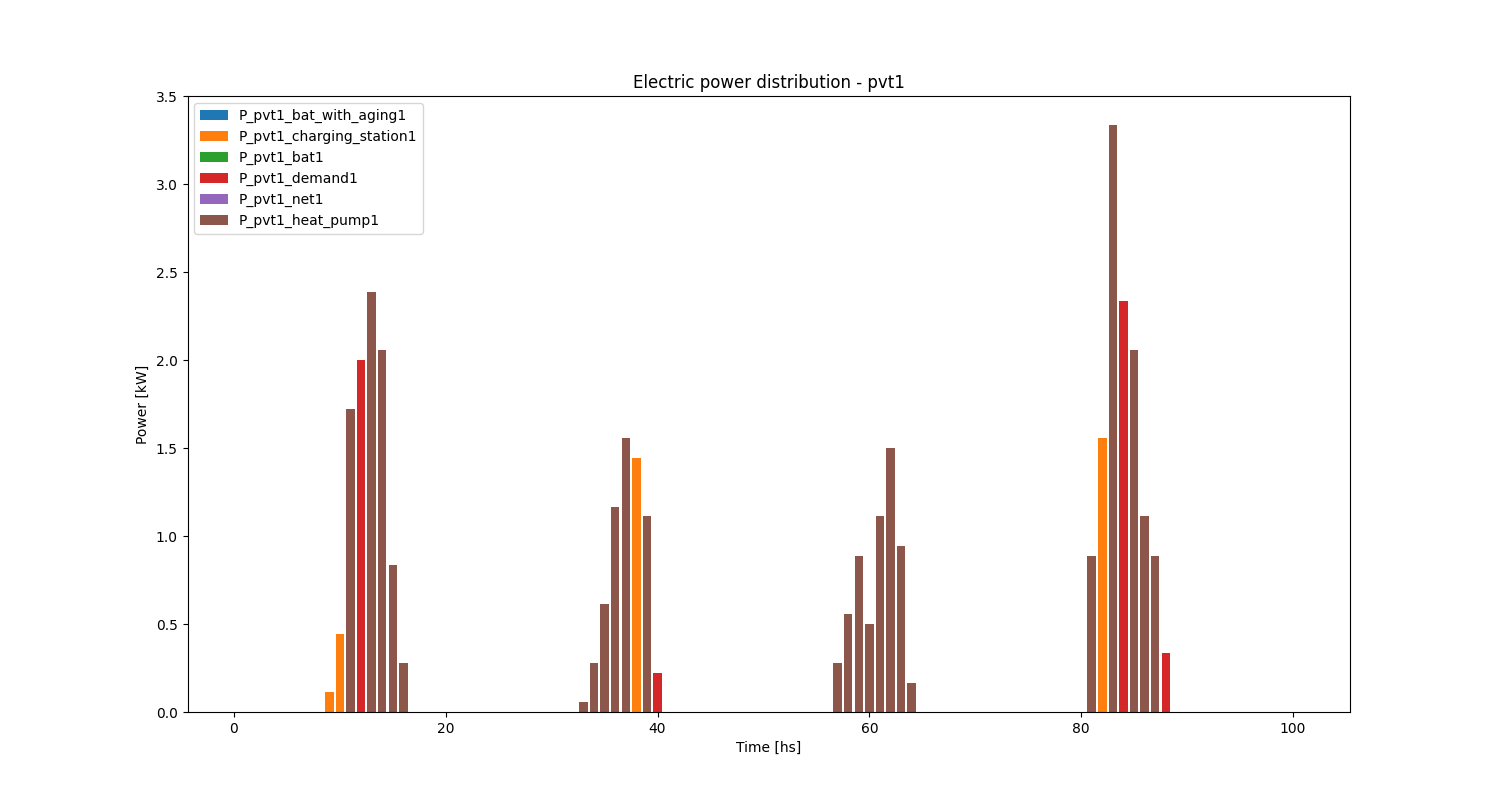 Electric power distribution - pvt1
P_pvt1_bat_with_aging1
P_pvt1_charging_station1
P_pvt1_bat1
P_pvt1_demand1
P_pvt1_net1
P_pvt1_heat_pump1
3.5
3.0
2.5
2.0
1.5
1.0
0.5
0.0
Power [kW]
0 20 40 60 80 100
Time [hs]